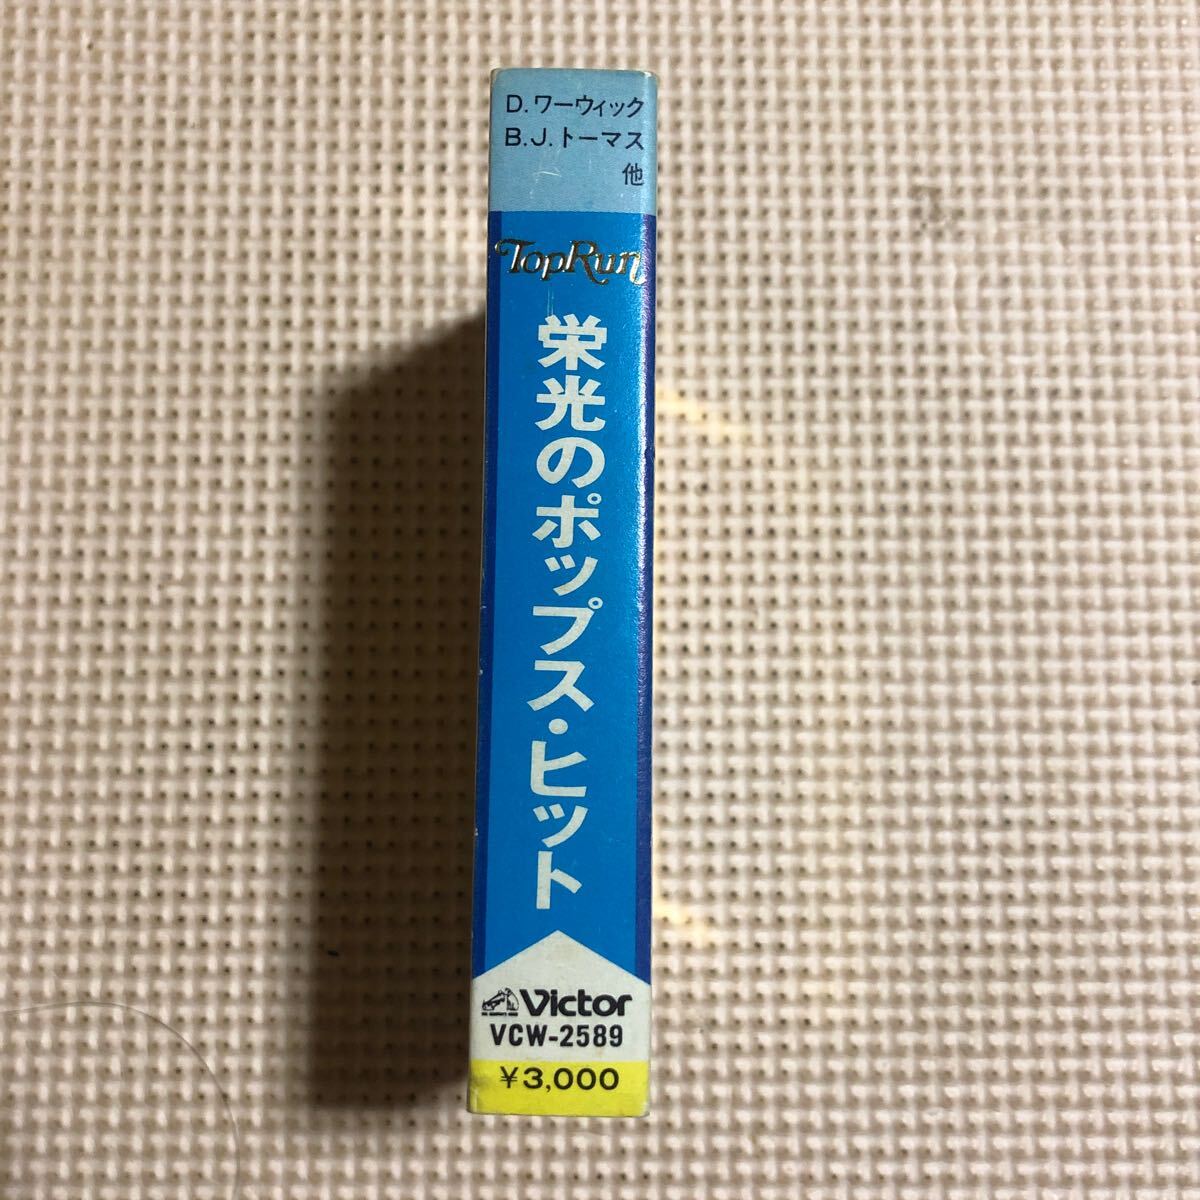 D.ワーウィック
B.J.トーマス
他
TopRun
栄光のポップス・ヒット
Victor
VCW-2589
¥3,000